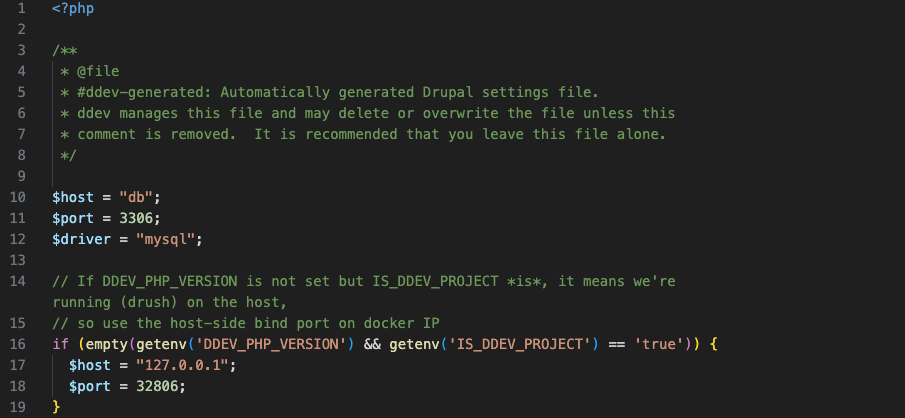 1 <?php
2
3 /**
4  * @file
5  * #ddev-generated: Automatically generated Drupal settings file.
6  * ddev manages this file and may delete or overwrite the file unless this
7  * comment is removed.  It is recommended that you leave this file alone.
8  */
9
10 $host = "db";
11 $port = 3306;
12 $driver = "mysql";
13
14 // If DDEV_PHP_VERSION is not set but IS_DDEV_PROJECT *is*, it means we're
running (drush) on the host,
15 // so use the host-side bind port on docker IP
16 if (empty(getenv('DDEV_PHP_VERSION') && getenv('IS_DDEV_PROJECT') == 'true')) {
17   $host = "127.0.0.1";
18   $port = 32806;
19 }